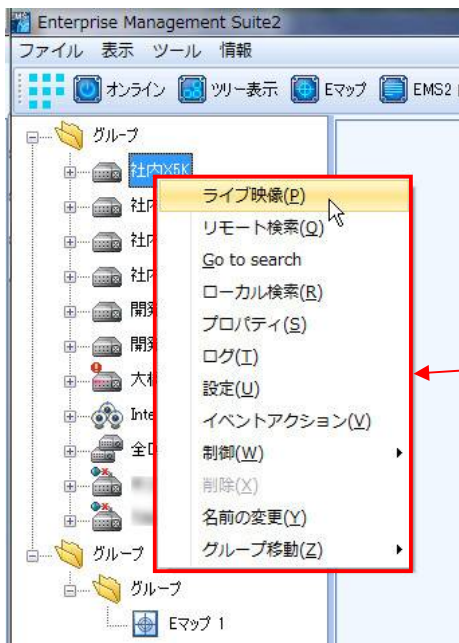 Enterprise Management Suite2
ファイル 表示 ツール 情報
オンライン ツリー表示 Eマップ EMS2
グループ
社内X5K
社内
社
社
開発
開発
大
Inte
全
グループ
グループ
Eマップ 1
ライブ映像(P)
リモート検索(Q)
Go to search
ローカル検索(R)
プロパティ(S)
ログ(T)
設定(U)
イベントアクション(V)
制御(W)
削除(X)
名前の変更(Y)
グループ移動(Z)